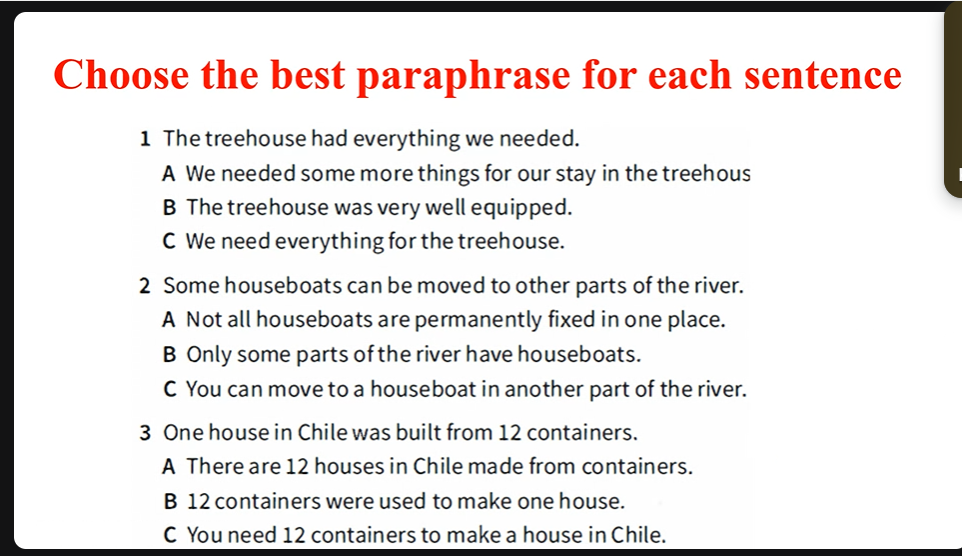 Choose the best paraphrase for each sentence
1 The treehouse had everything we needed.
A We needed some more things for our stay in the treehous
B The treehouse was very well equipped.
C We need everything for the treehouse.
2 Some houseboats can be moved to other parts of the river.
A Not all houseboats are permanently fixed in one place.
B Only some parts of the river have houseboats.
C You can move to a houseboat in another part of the river.
3 One house in Chile was built from 12 containers.
A There are 12 houses in Chile made from containers.
B 12 containers were used to make one house.
C You need 12 containers to make a house in Chile.